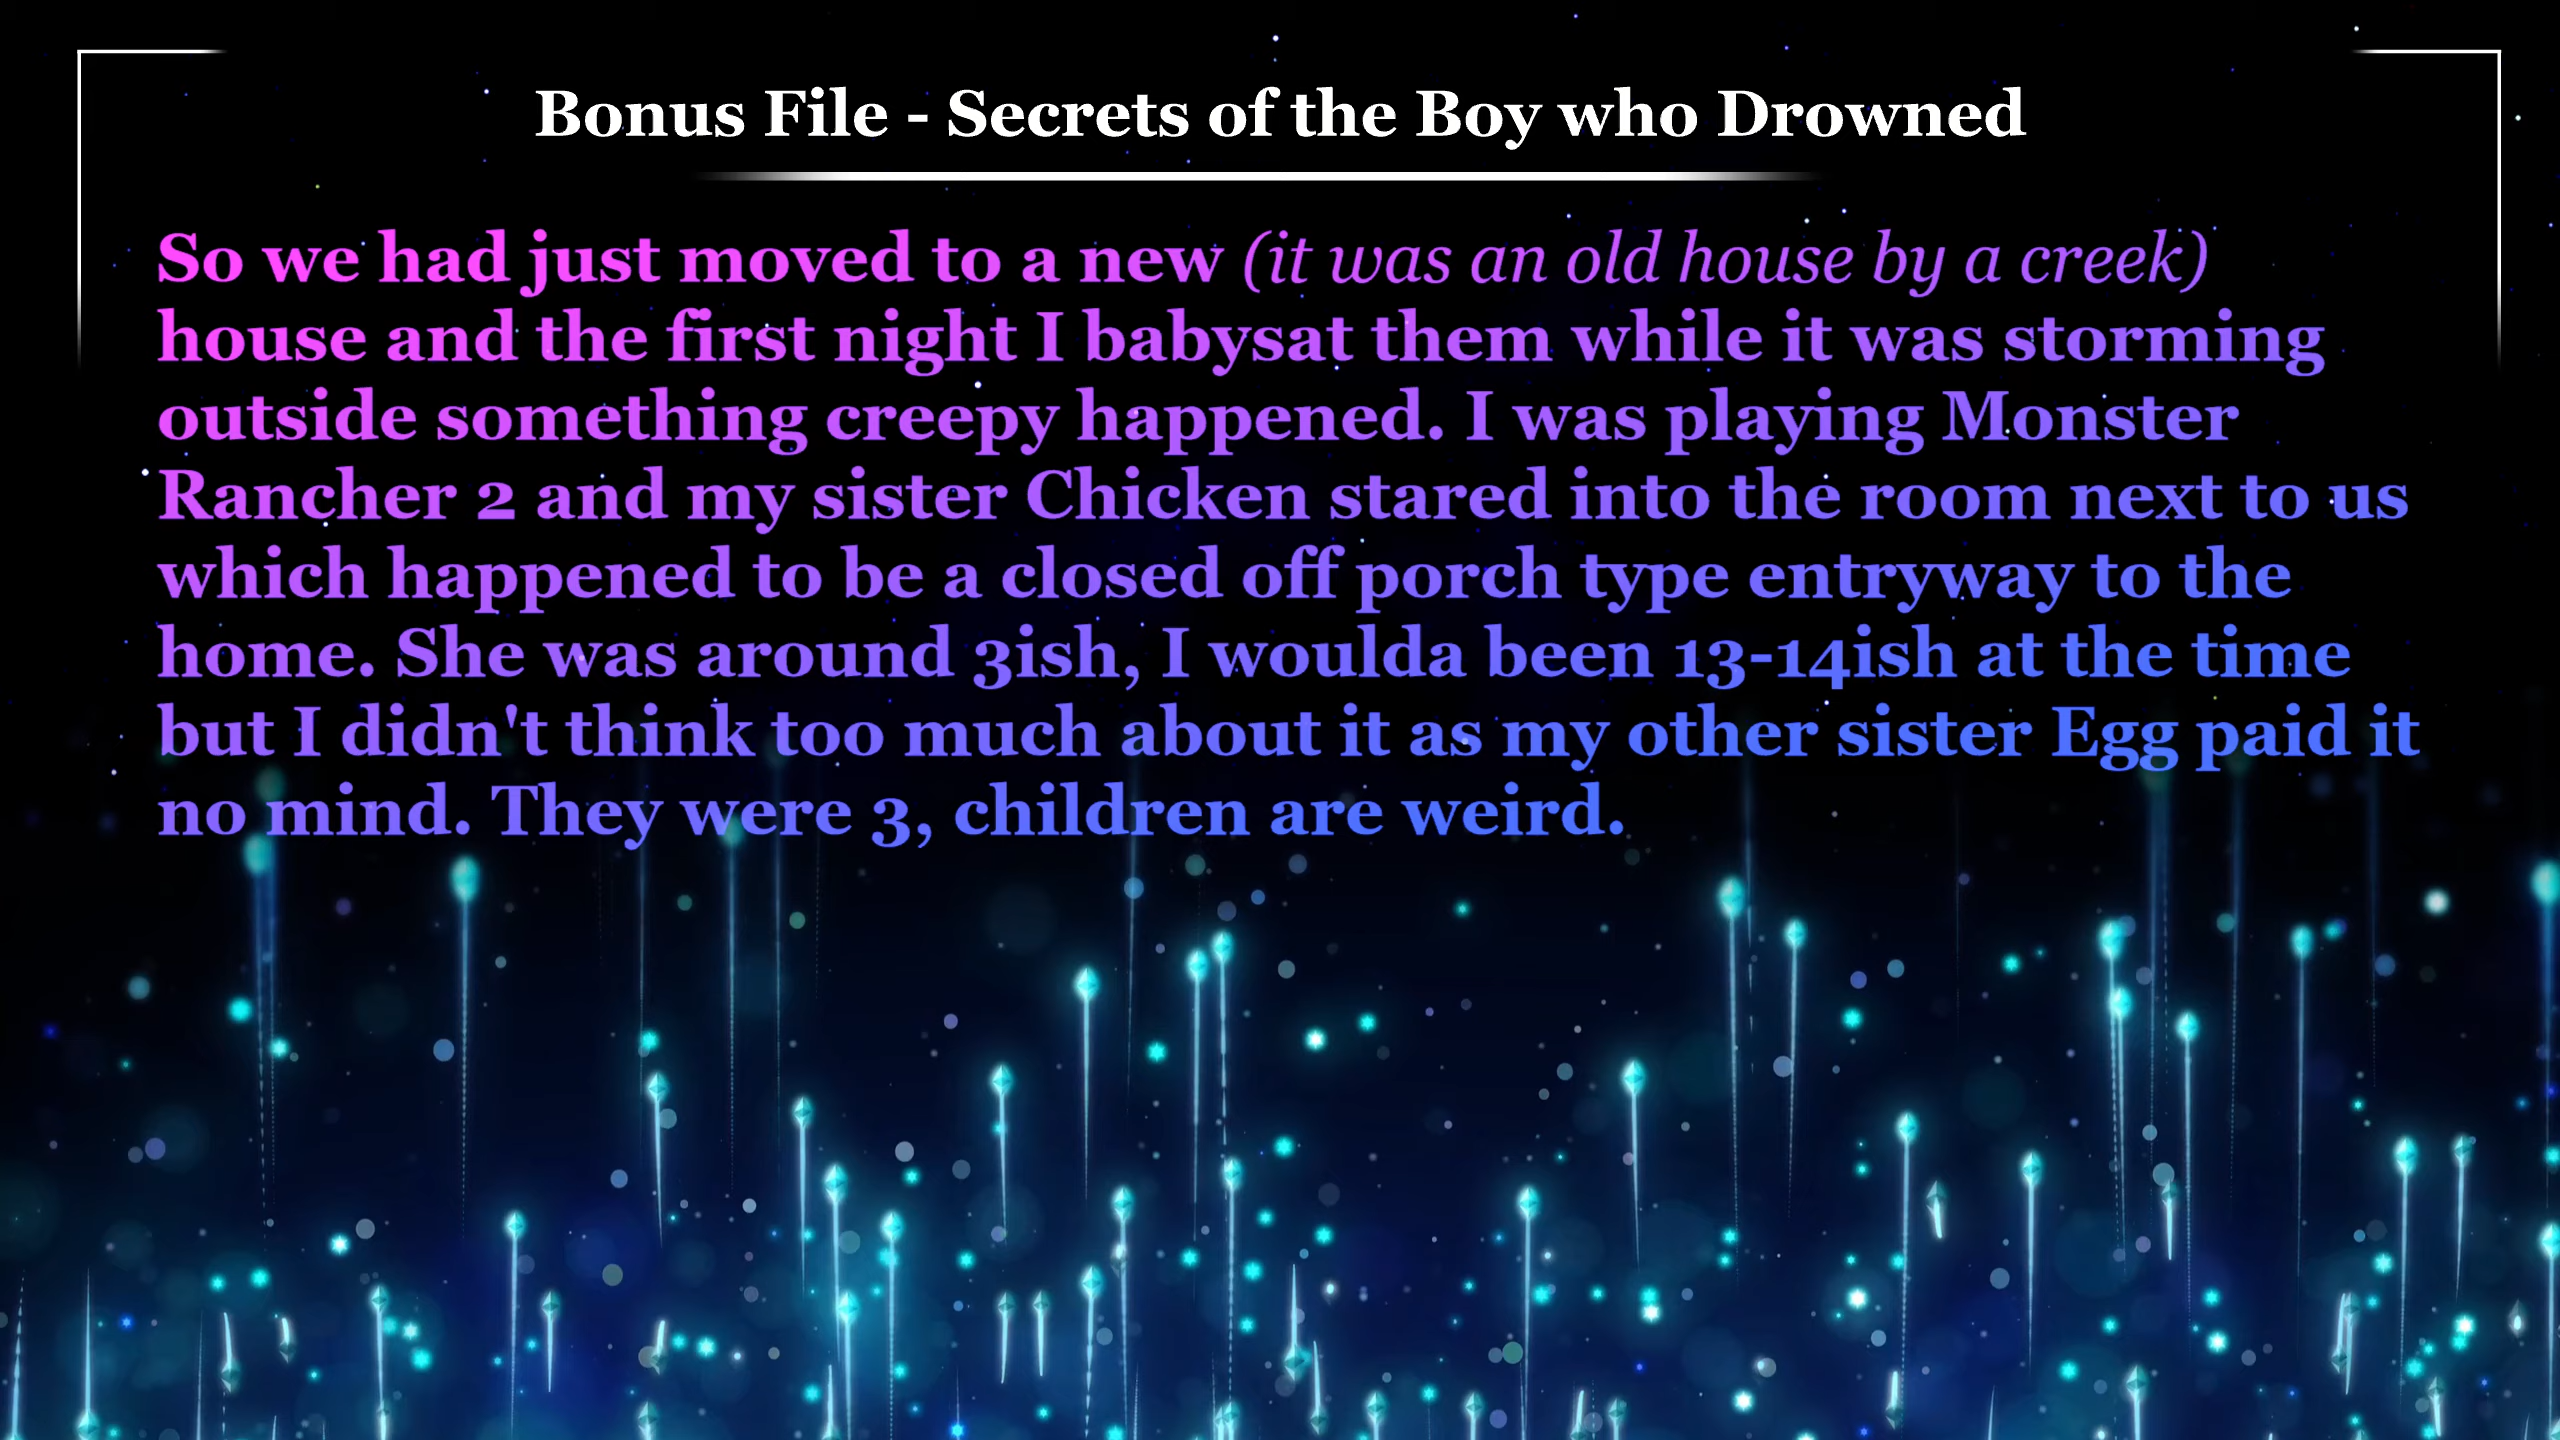 Bonus File - Secrets of the Boy who Drowned
So we had just moved to a new (it was an old house by a creek)
house and the first night I babysat them while it was storming
outside something creepy happened. I was playing Monster
Rancher 2 and my sister Chicken stared into the room next to us
which happened to be a closed off porch type entryway to the
home. She was around 3ish, I woulda been 13-14ish at the time
but I didn't think too much about it as my other sister Egg paid it
no mind. They were 3, children are weird.